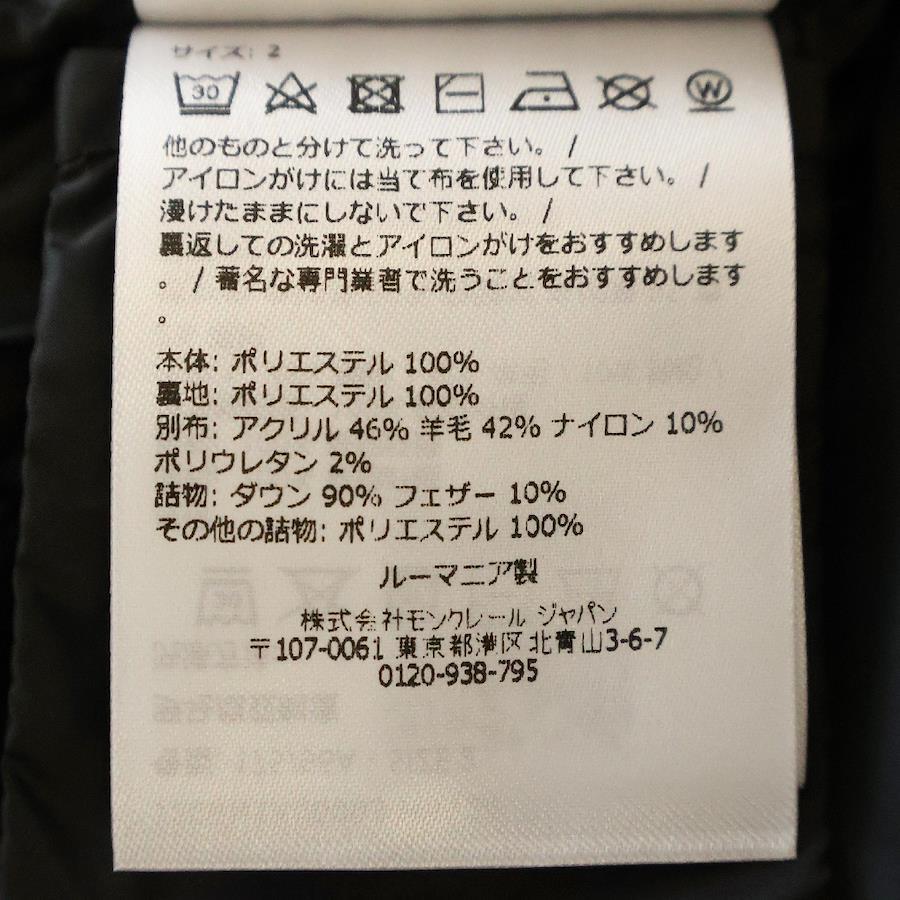 サイズ: 2
30
W
他のものと分けて洗って下さい。 /
アイロンがけには当て布を使用して下さい。 /
浸けたままにしないで下さい。 /
裏返しての洗濯とアイロンがけをおすすめします
。 / 著名な専門業者で洗うことをおすすめします
。
本体: ポリエステル 100%
裏地: ポリエステル 100%
別布: アクリル 46% 羊毛 42% ナイロン 10%
ポリウレタン 2%
詰物: ダウン 90% フェザー 10%
その他の詰物: ポリエステル 100%
ルーマニア製
株式会社モンクレール ジャパン
〒107-0061 東京都港区北青山3-6-7
0120-938-795